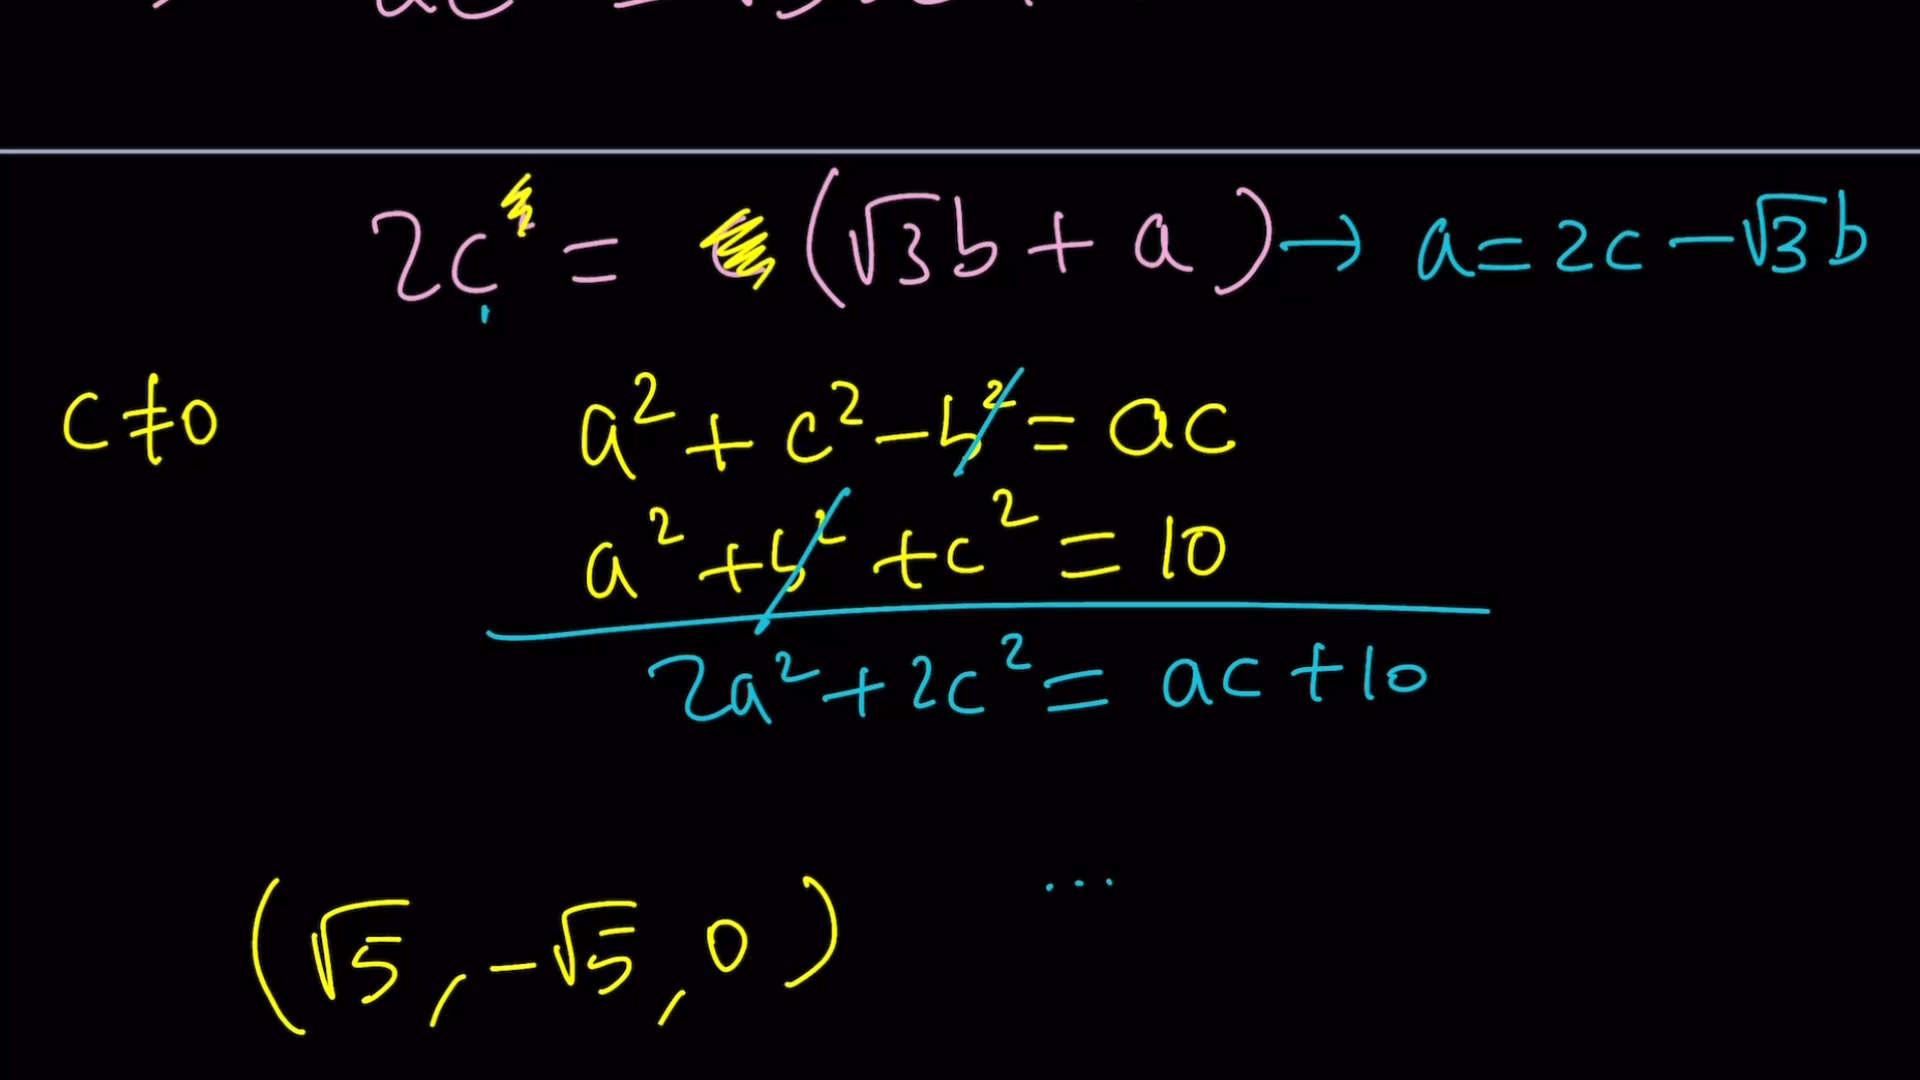 2c = (√3b + a) → a = 2c − √3b
c ≠ 0
a² + c² − b² = ac
a² + b² + c² = 10
2a² + 2c² = ac + 10
...
(√5, −√5, 0)